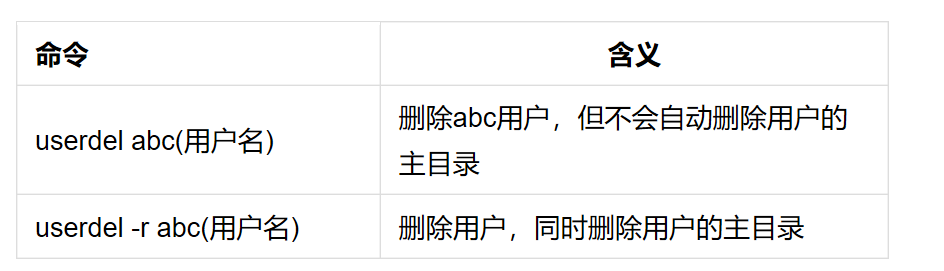 命令
含义
userdel abc(用户名)
删除abc用户，但不会自动删除用户的
主目录
userdel -r abc(用户名)
删除用户，同时删除用户的主目录